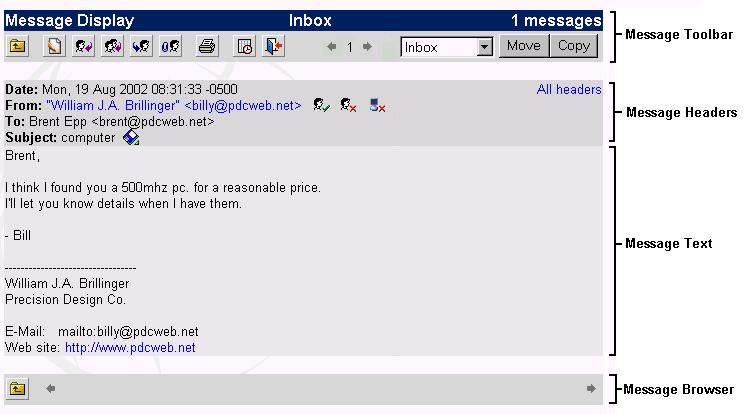 Message Display Inbox 1 messages
1 Inbox Move Copy
Message Toolbar
Date: Mon, 19 Aug 2002 08:31:33 -0500 All headers
From: "William J.A. Brillinger" <billy@pdcweb.net>
To: Brent Epp <brent@pdcweb.net>
Subject: computer
Message Headers
Brent,
I think I found you a 500mhz pc. for a reasonable price.
I'll let you know details when I have them.
- Bill
Message Text
---------------------------------
William J.A. Brillinger
Precision Design Co.
E-Mail: mailto:billy@pdcweb.net
Web site: http://www.pdcweb.net
Message Browser